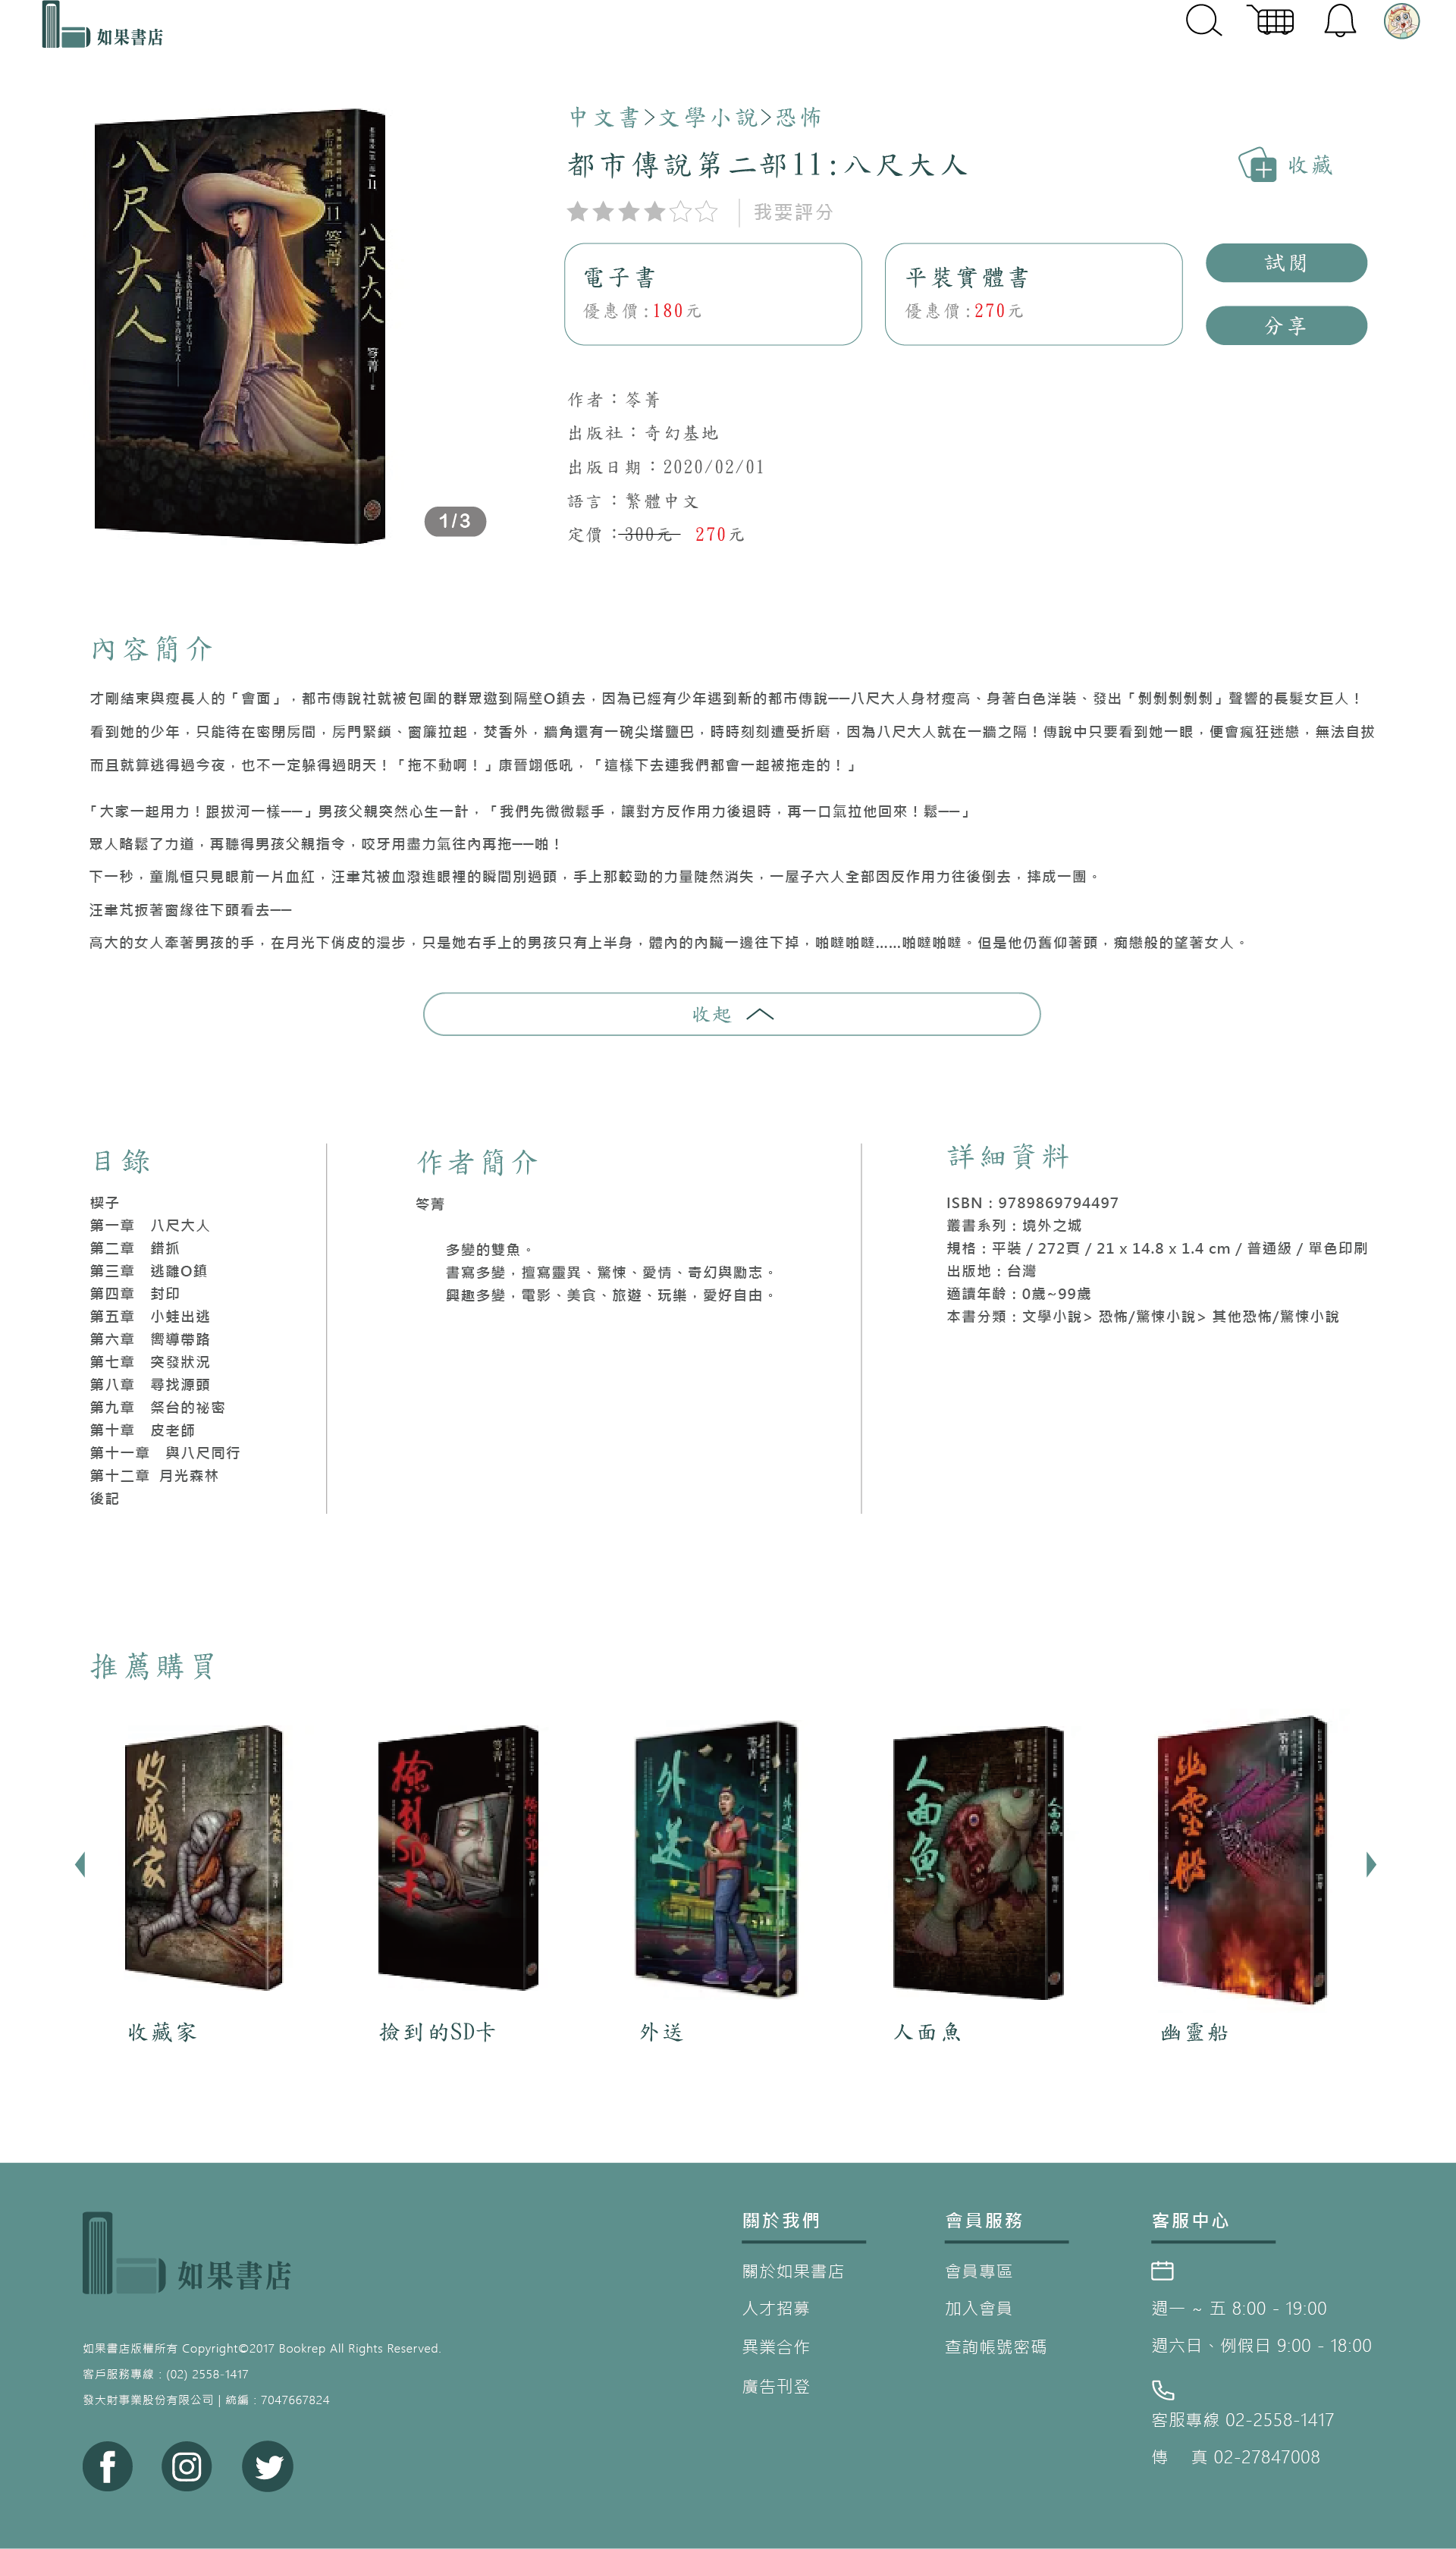 如果書店
中文書>文學小說>恐怖
都市傳說第二部11:八尺大人
收藏
我要評分
電子書
優惠價:180元
平裝實體書
優惠價:270元
試閱
分享
作者：笭菁
出版社：奇幻基地
出版日期：2020/02/01
語言：繁體中文
定價：300元 270元
八尺大人
11
笭菁
八尺大人
笭菁
1/3
內容簡介
才剛結束與瘦長人的「會面」，都市傳說社就被包圍的群眾邀到隔壁O鎮去，因為已經有少年遇到新的都市傳說──八尺大人身材瘦高、身著白色洋裝、發出「剝剝剝剝剝」聲響的長髮女巨人！
看到她的少年，只能待在密閉房間，房門緊鎖、窗簾拉起，焚香外，牆角還有一碗尖塔鹽巴，時時刻刻遭受折磨，因為八尺大人就在一牆之隔！傳說中只要看到她一眼，便會瘋狂迷戀，無法自拔
而且就算逃得過今夜，也不一定躲得過明天！「拖不動啊！」康晉翊低吼，「這樣下去連我們都會一起被拖走的！」
「大家一起用力！跟拔河一樣──」男孩父親突然心生一計，「我們先微微鬆手，讓對方反作用力後退時，再一口氣拉他回來！鬆──」
眾人略鬆了力道，再聽得男孩父親指令，咬牙用盡力氣往內再拖──啪！
下一秒，童胤恒只見眼前一片血紅，汪聿芃被血潑進眼裡的瞬間別過頭，手上那較勁的力量陡然消失，一屋子六人全部因反作用力往後倒去，摔成一團。
汪聿芃扳著窗緣往下頭看去──
高大的女人牽著男孩的手，在月光下俏皮的漫步，只是她右手上的男孩只有上半身，體內的內臟一邊往下掉，啪噠啪噠……啪噠啪噠。但是他仍舊仰著頭，痴戀般的望著女人。
收起
目錄
楔子
第一章　八尺大人
第二章　錯抓
第三章　逃離O鎮
第四章　封印
第五章　小蛙出逃
第六章　嚮導帶路
第七章　突發狀況
第八章　尋找源頭
第九章　祭台的祕密
第十章　皮老師
第十一章　與八尺同行
第十二章 月光森林
後記
作者簡介
笭菁
多變的雙魚。
書寫多變，擅寫靈異、驚悚、愛情、奇幻與勵志。
興趣多變，電影、美食、旅遊、玩樂，愛好自由。
詳細資料
ISBN：9789869794497
叢書系列：境外之城
規格：平裝 / 272頁 / 21 x 14.8 x 1.4 cm / 普通級 / 單色印刷
出版地：台灣
適讀年齡：0歲~99歲
本書分類：文學小說> 恐怖/驚悚小說> 其他恐怖/驚悚小說
推薦購買
收藏家
收藏家
撿到SD卡
撿到SD卡
外送
外送
人面魚
人面魚
幽靈船
幽靈船
收藏家
撿到的SD卡
外送
人面魚
幽靈船
如果書店
如果書店版權所有 Copyright©2017 Bookrep All Rights Reserved.
客戶服務專線：(02) 2558-1417
發大財事業股份有限公司 | 統編：7047667824
關於我們
關於如果書店
人才招募
異業合作
廣告刊登
會員服務
會員專區
加入會員
查詢帳號密碼
客服中心
週一 ~ 五 8:00 - 19:00
週六日、例假日 9:00 - 18:00
客服專線 02-2558-1417
傳　真 02-27847008